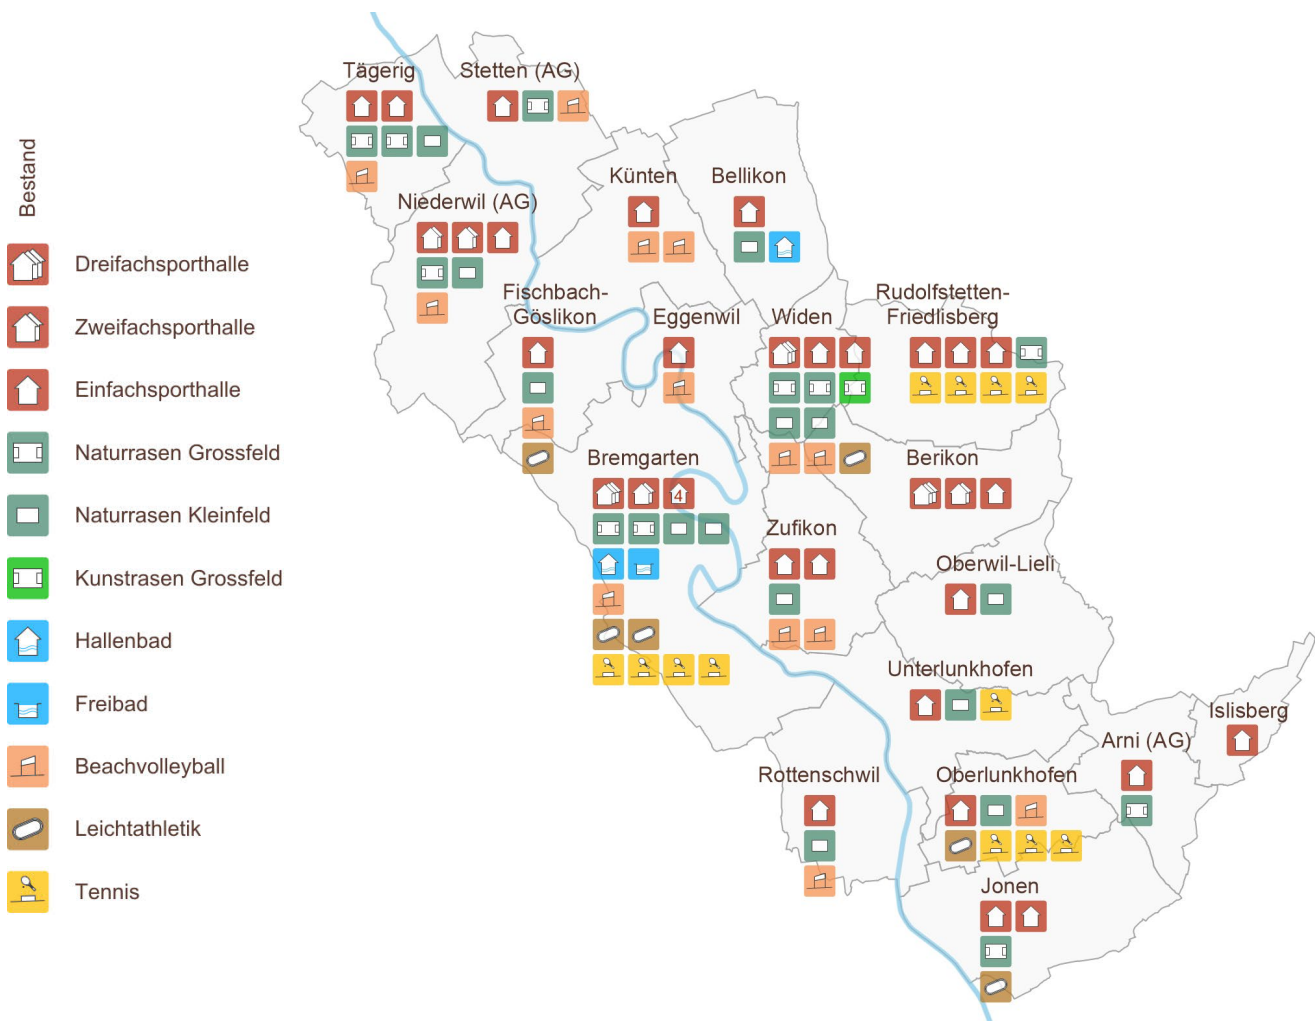 Bestand
Dreifachsporthalle
Zweifachsporthalle
Einfachsporthalle
Naturrasen Grossfeld
Naturrasen Kleinfeld
Kunstrasen Grossfeld
Hallenbad
Freibad
Beachvolleyball
Leichtathletik
Tennis
Tägerig
Stetten (AG)
Künten
Bellikon
Niederwil (AG)
Fischbach-
Göslikon
Eggenwil
Widen
Rudolfstetten-
Friedlisberg
Bremgarten
4
Berikon
Zufikon
Oberwil-Lieli
Unterlunkhofen
Islisberg
Arni (AG)
Rottenschwil
Oberlunkhofen
Jonen